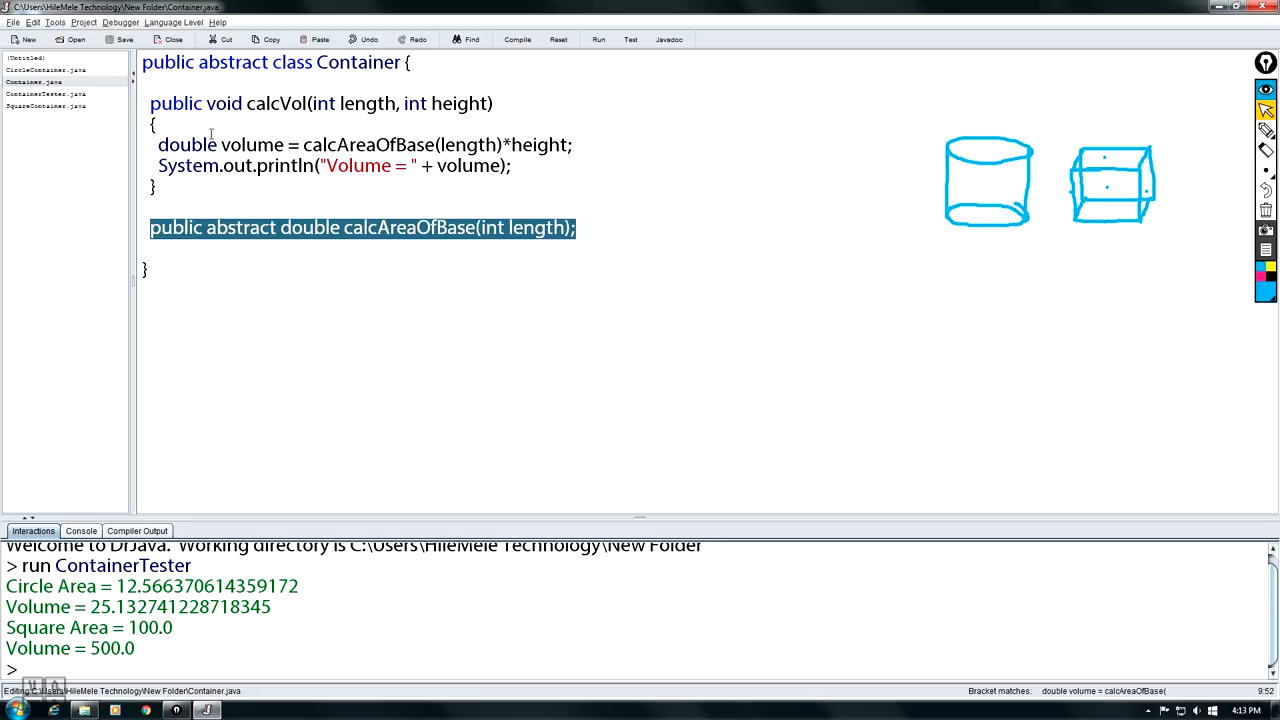 C:\Users\HileMele Technology\New Folder\Container.java
File Edit Tools Project Debugger Language Level Help
New Open Save Close Cut Copy Paste Undo Redo Find Compile Reset Run Test Javadoc
(Untitled)
CircleContainer.java
Container.java
ContainerTester.java
SquareContainer.java
public abstract class Container {
public void calcVol(int length, int height)
{
double volume = calcAreaOfBase(length)*height;
System.out.println("Volume = " + volume);
}
public abstract double calcAreaOfBase(int length);
}
Interactions Console Compiler Output
Welcome to DrJava. Working directory is C:\Users\HileMele Technology\New Folder
> run ContainerTester
Circle Area = 12.566370614359172
Volume = 25.132741228718345
Square Area = 100.0
Volume = 500.0
>
Editing C:\Users\HileMele Technology\New Folder\Container.java Bracket matches: double volume = calcAreaOfBase( 9:52
4:13 PM